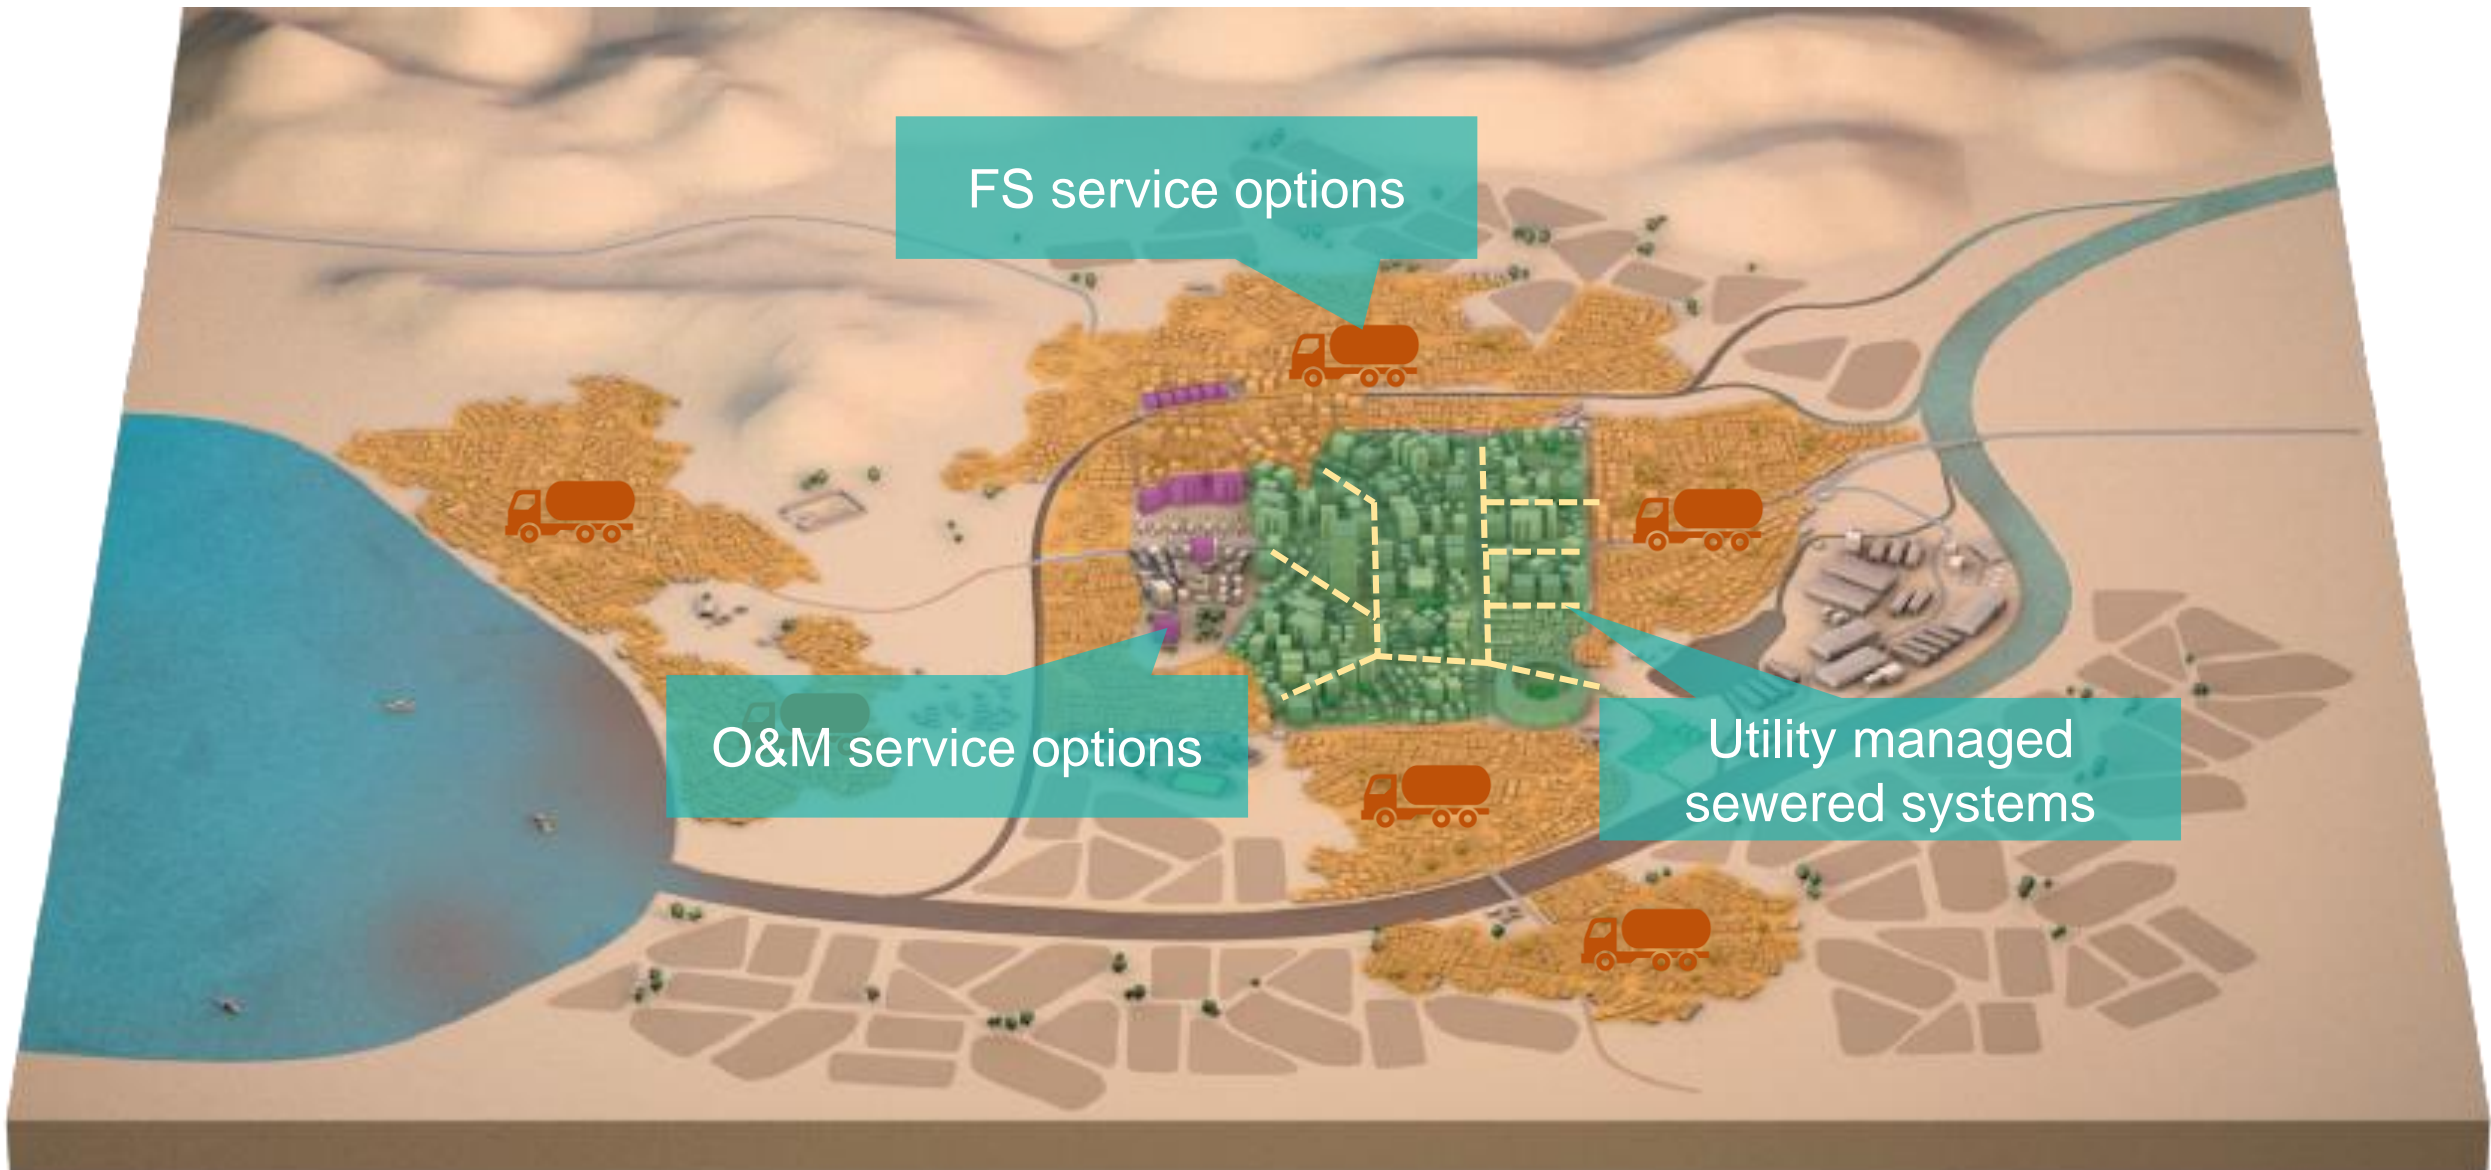 FS service options
O&M service options
Utility managed
sewered systems